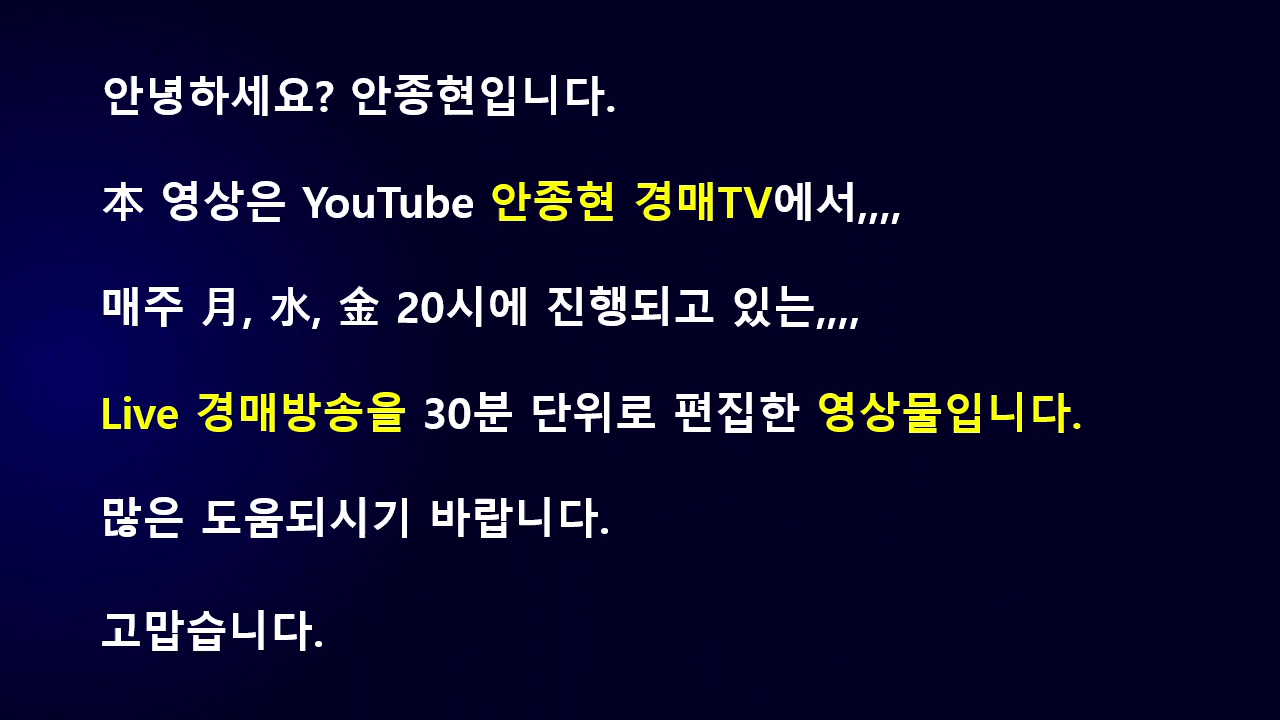 안녕하세요? 안종현입니다.
本 영상은 YouTube 안종현 경매TV에서,,,,
매주 月, 水, 金 20시에 진행되고 있는,,,,
Live 경매방송을 30분 단위로 편집한 영상물입니다.
많은 도움되시기 바랍니다.
고맙습니다.